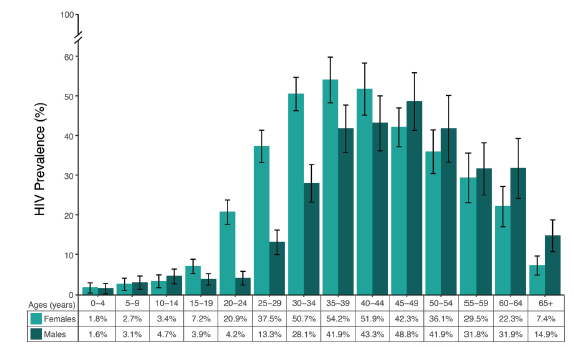 100
60
50
40
30
20
10
0
HIV Prevalence (%)
Ages (years) 0–4 5–9 10–14 15–19 20–24 25–29 30–34 35–39 40–44 45–49 50–54 55–59 60–64 65+
Females 1.8% 2.7% 3.4% 7.2% 20.9% 37.5% 50.7% 54.2% 51.9% 42.3% 36.1% 29.5% 22.3% 7.4%
Males 1.6% 3.1% 4.7% 3.9% 4.2% 13.3% 28.1% 41.9% 43.3% 48.8% 41.9% 31.8% 31.9% 14.9%